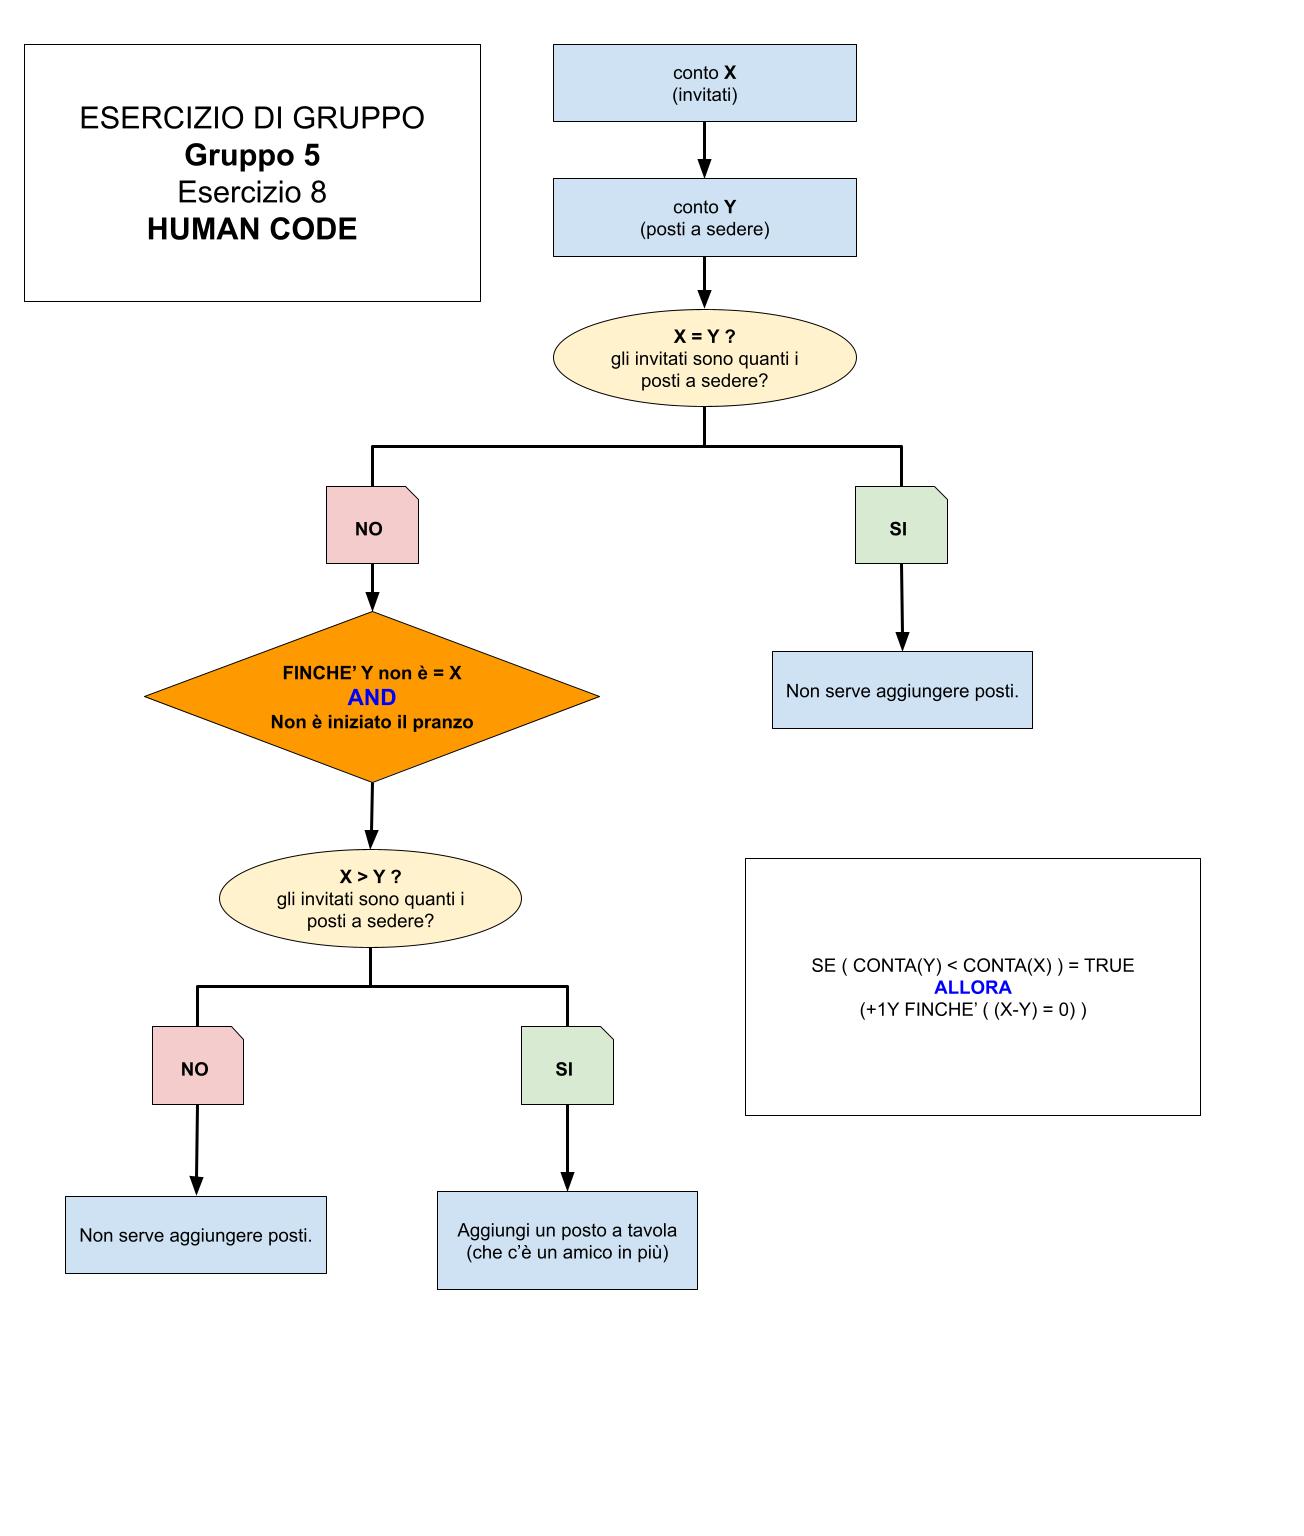 ESERCIZIO DI GRUPPO
Gruppo 5
Esercizio 8
HUMAN CODE
conto X
(invitati)
conto Y
(posti a sedere)
X = Y ?
gli invitati sono quanti i
posti a sedere?
NO
SI
FINCHE’ Y non è = X
AND
Non è iniziato il pranzo
Non serve aggiungere posti.
X > Y ?
gli invitati sono quanti i
posti a sedere?
SE ( CONTA(Y) < CONTA(X) ) = TRUE
ALLORA
(+1Y FINCHE’ ( (X-Y) = 0) )
NO
SI
Non serve aggiungere posti.
Aggiungi un posto a tavola
(che c’è un amico in più)